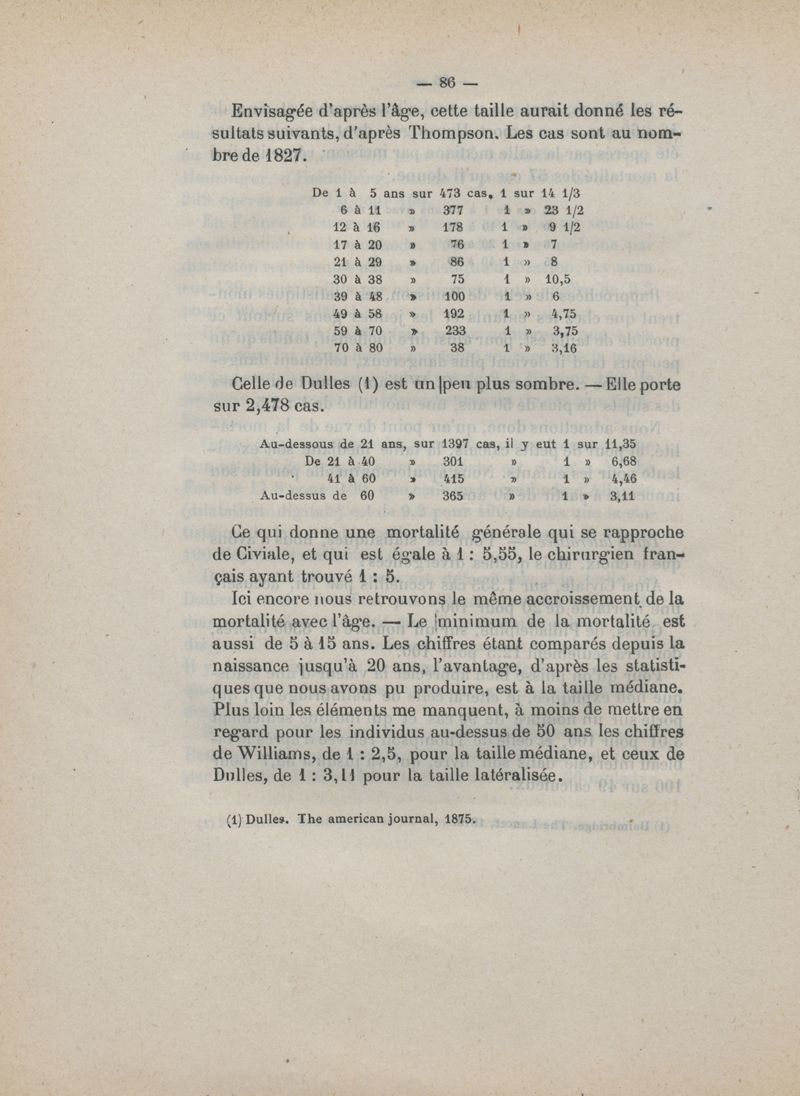 — 86 —
Envisagée d'après l'âge, cette taille aurait donné les ré-
sultats suivants, d'après Thompson. Les cas sont au nom-
bre de 1827.
De 1 à 5 ans sur 473 cas, 1 sur 14 1/3
6 à 11 » 377 1 » 23 1/2
12 à 16 » 178 1 » 9 1/2
17 à 20 » 76 1 » 7
21 à 29 » 86 1 » 8
30 à 38 » 75 1 » 10,5
39 à 48 » 100 1 » 6
49 à 58 » 192 1 » 4,75
59 à 70 » 233 1 » 3,75
70 à 80 » 38 1 » 3,16
Celle de Dulles (1) est un peu plus sombre. — Elle porte
sur 2,478 cas.
Au-dessous de 21 ans, sur 1397 cas, il y eut 1 sur 11,35
De 21 à 40 » 301 » 1 » 6,68
41 à 60 » 415 » 1 » 4,46
Au-dessus de 60 » 365 » 1 » 3,11
Ce qui donne une mortalité générale qui se rapproche
de Civiale, et qui est égale à 1 : 5,55, le chirurgien fran-
çais ayant trouvé 1 : 5.
Ici encore nous retrouvons le même accroissement de la
mortalité avec l'âge. — Le minimum de la mortalité est
aussi de 5 à 15 ans. Les chiffres étant comparés depuis la
naissance jusqu'à 20 ans, l'avantage, d'après les statisti-
ques que nous avons pu produire, est à la taille médiane.
Plus loin les éléments me manquent, à moins de mettre en
regard pour les individus au-dessus de 50 ans les chiffres
de Williams, de 1 : 2,5, pour la taille médiane, et ceux de
Dulles, de 1 : 3,11 pour la taille latéralisée.
(1) Dulles. The american journal, 1875.